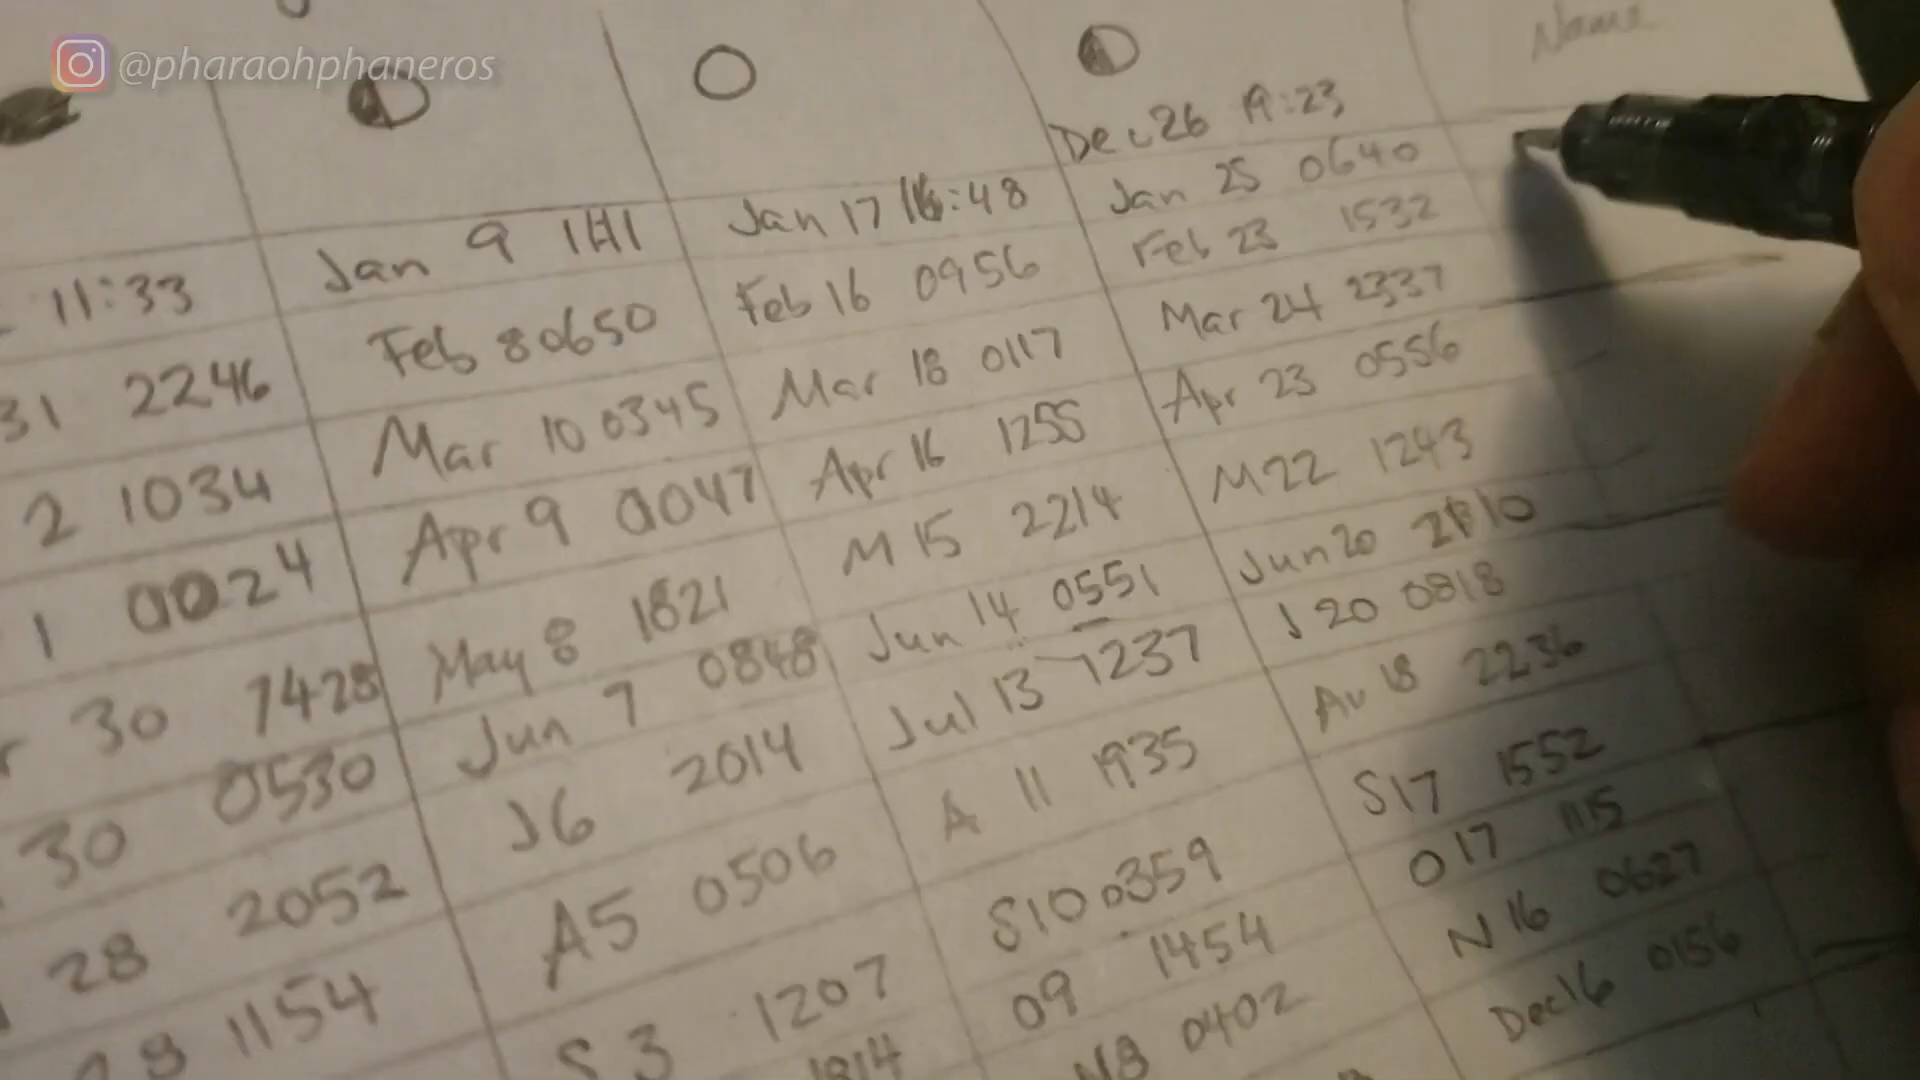 @pharaohphaneros
Name
Dec 26 19:23
11:33 Jan 9 1811 Jan 17 16:48 Jan 25 0640
31 2246 Feb 8 0650 Feb 16 0956 Feb 23 1532
2 1034 Mar 10 0345 Mar 18 0117 Mar 24 2337
1 0024 Apr 9 0047 Apr 16 1255 Apr 23 0556
30 1428 May 8 1821 M 15 2214 M22 1243
30 0530 Jun 7 0848 Jun 14 0551 Jun 20 2110
28 2052 J6 2014 Jul 13 1237 J 20 0818
28 1154 A5 0506 A 11 1935 Au 18 2236
S 3 1207 S10 0359 S17 1552
1814 O9 1454 O 17 1115
N8 0402 N 16 0627
Dec 16 0156